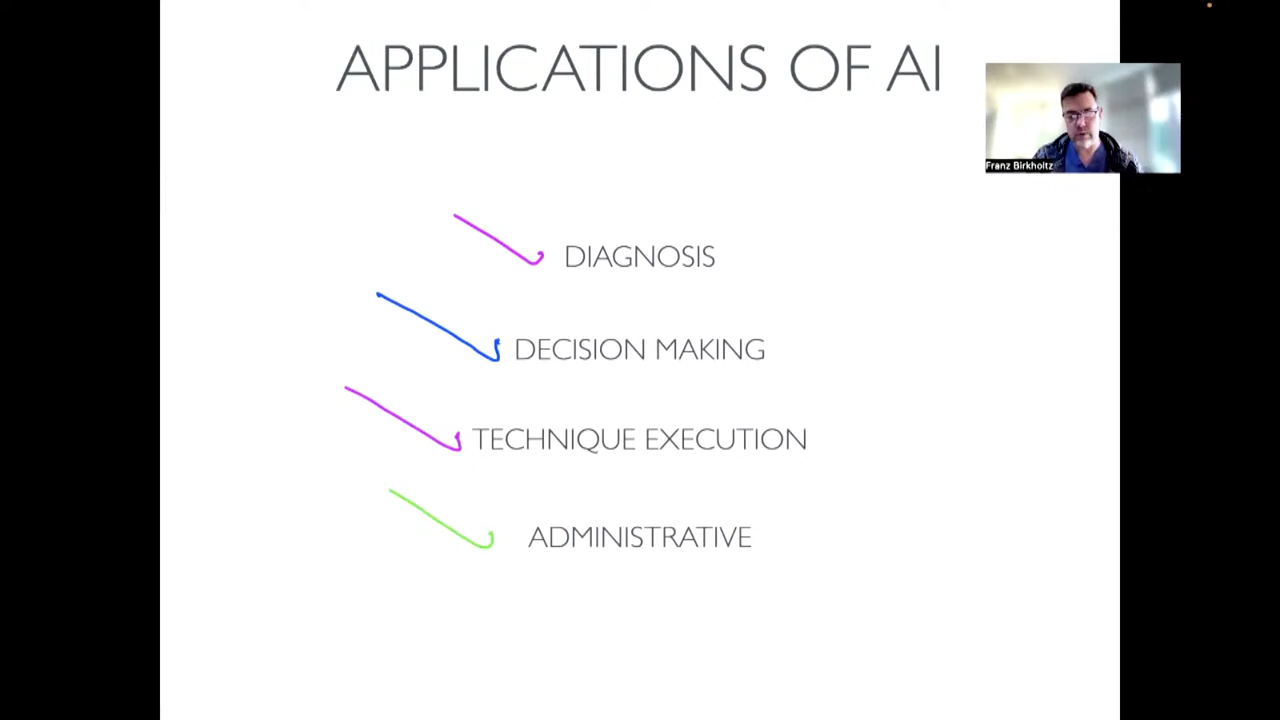 APPLICATIONS OF AI
Franz Birkholtz
DIAGNOSIS
DECISION MAKING
TECHNIQUE EXECUTION
ADMINISTRATIVE